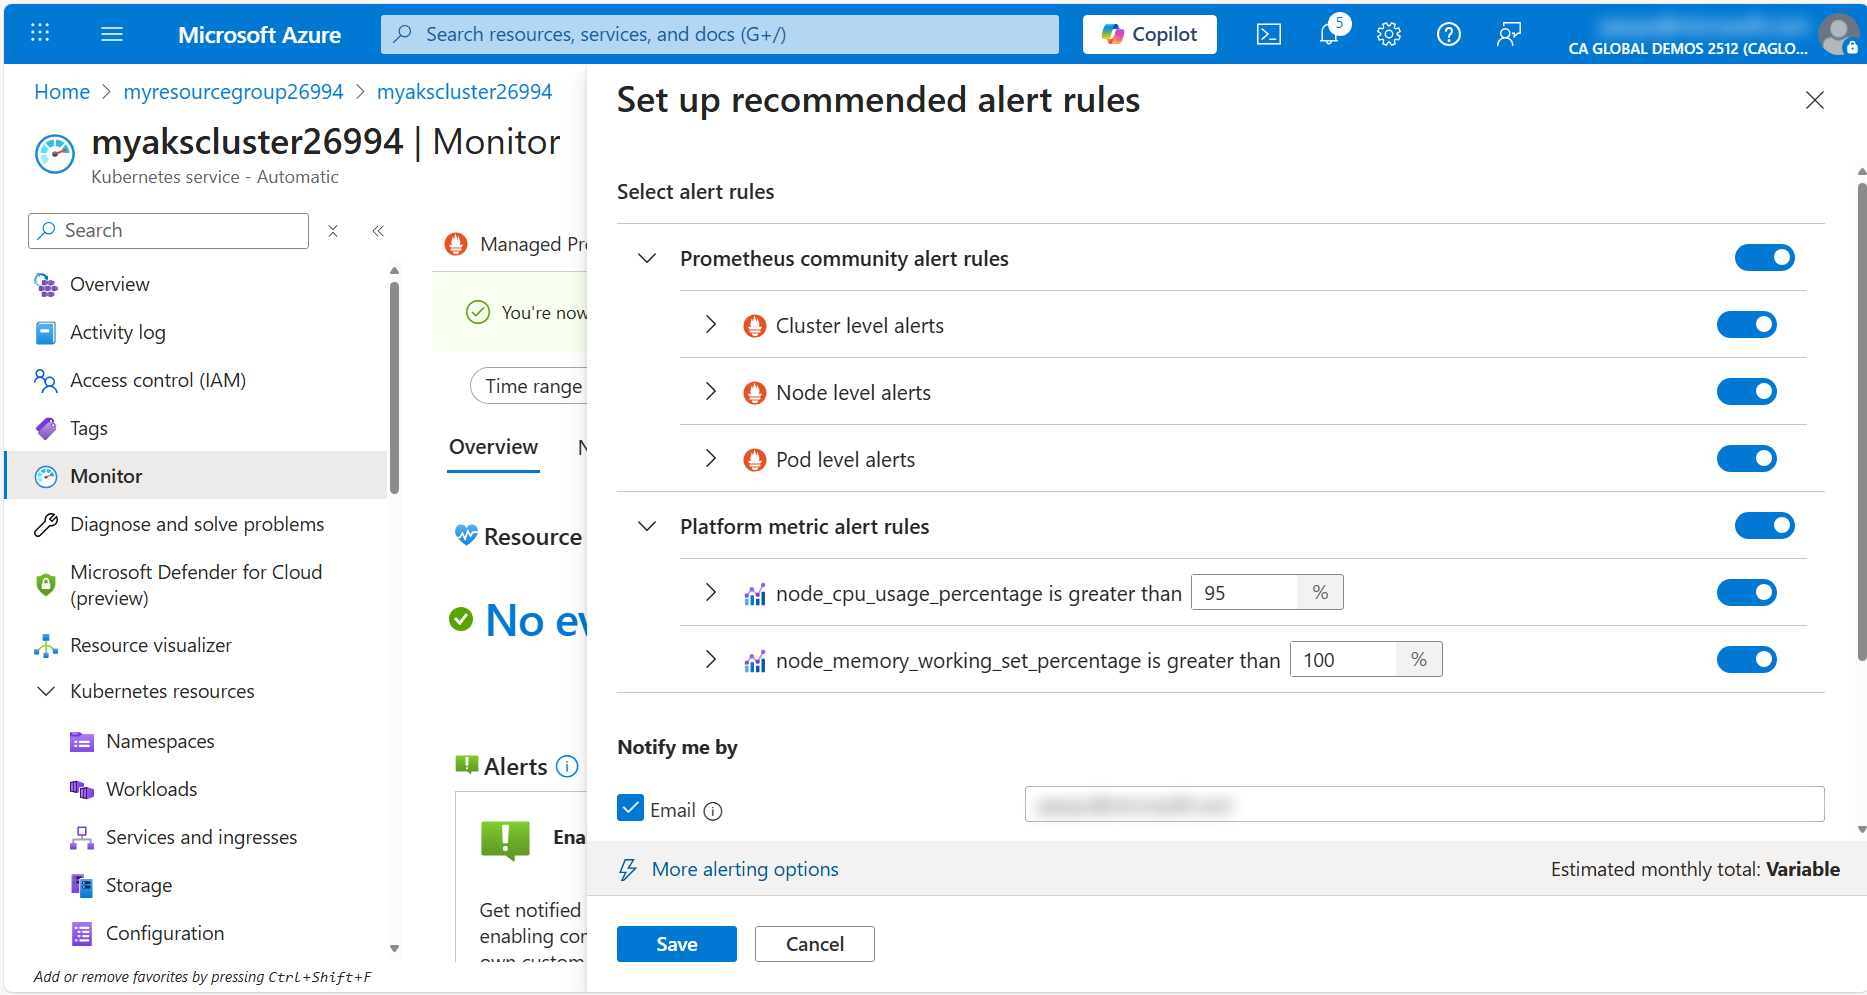 Microsoft Azure
Search resources, services, and docs (G+/)
Copilot
5
CA GLOBAL DEMOS 2512 (CAGLO...
Home > myresourcegroup26994 > myakscluster26994
myakscluster26994 | Monitor
Kubernetes service - Automatic
Search
Overview
Activity log
Access control (IAM)
Tags
Monitor
Diagnose and solve problems
Microsoft Defender for Cloud
(preview)
Resource visualizer
Kubernetes resources
Namespaces
Workloads
Services and ingresses
Storage
Configuration
Add or remove favorites by pressing Ctrl+Shift+F
Managed Pr
You're now
Time range
Overview N
Resource
No ev
Alerts
Ena
Get notified
enabling cor
own custom
Set up recommended alert rules
Select alert rules
Prometheus community alert rules
Cluster level alerts
Node level alerts
Pod level alerts
Platform metric alert rules
node_cpu_usage_percentage is greater than 95 %
node_memory_working_set_percentage is greater than 100 %
Notify me by
Email
More alerting options
Estimated monthly total: Variable
Save
Cancel